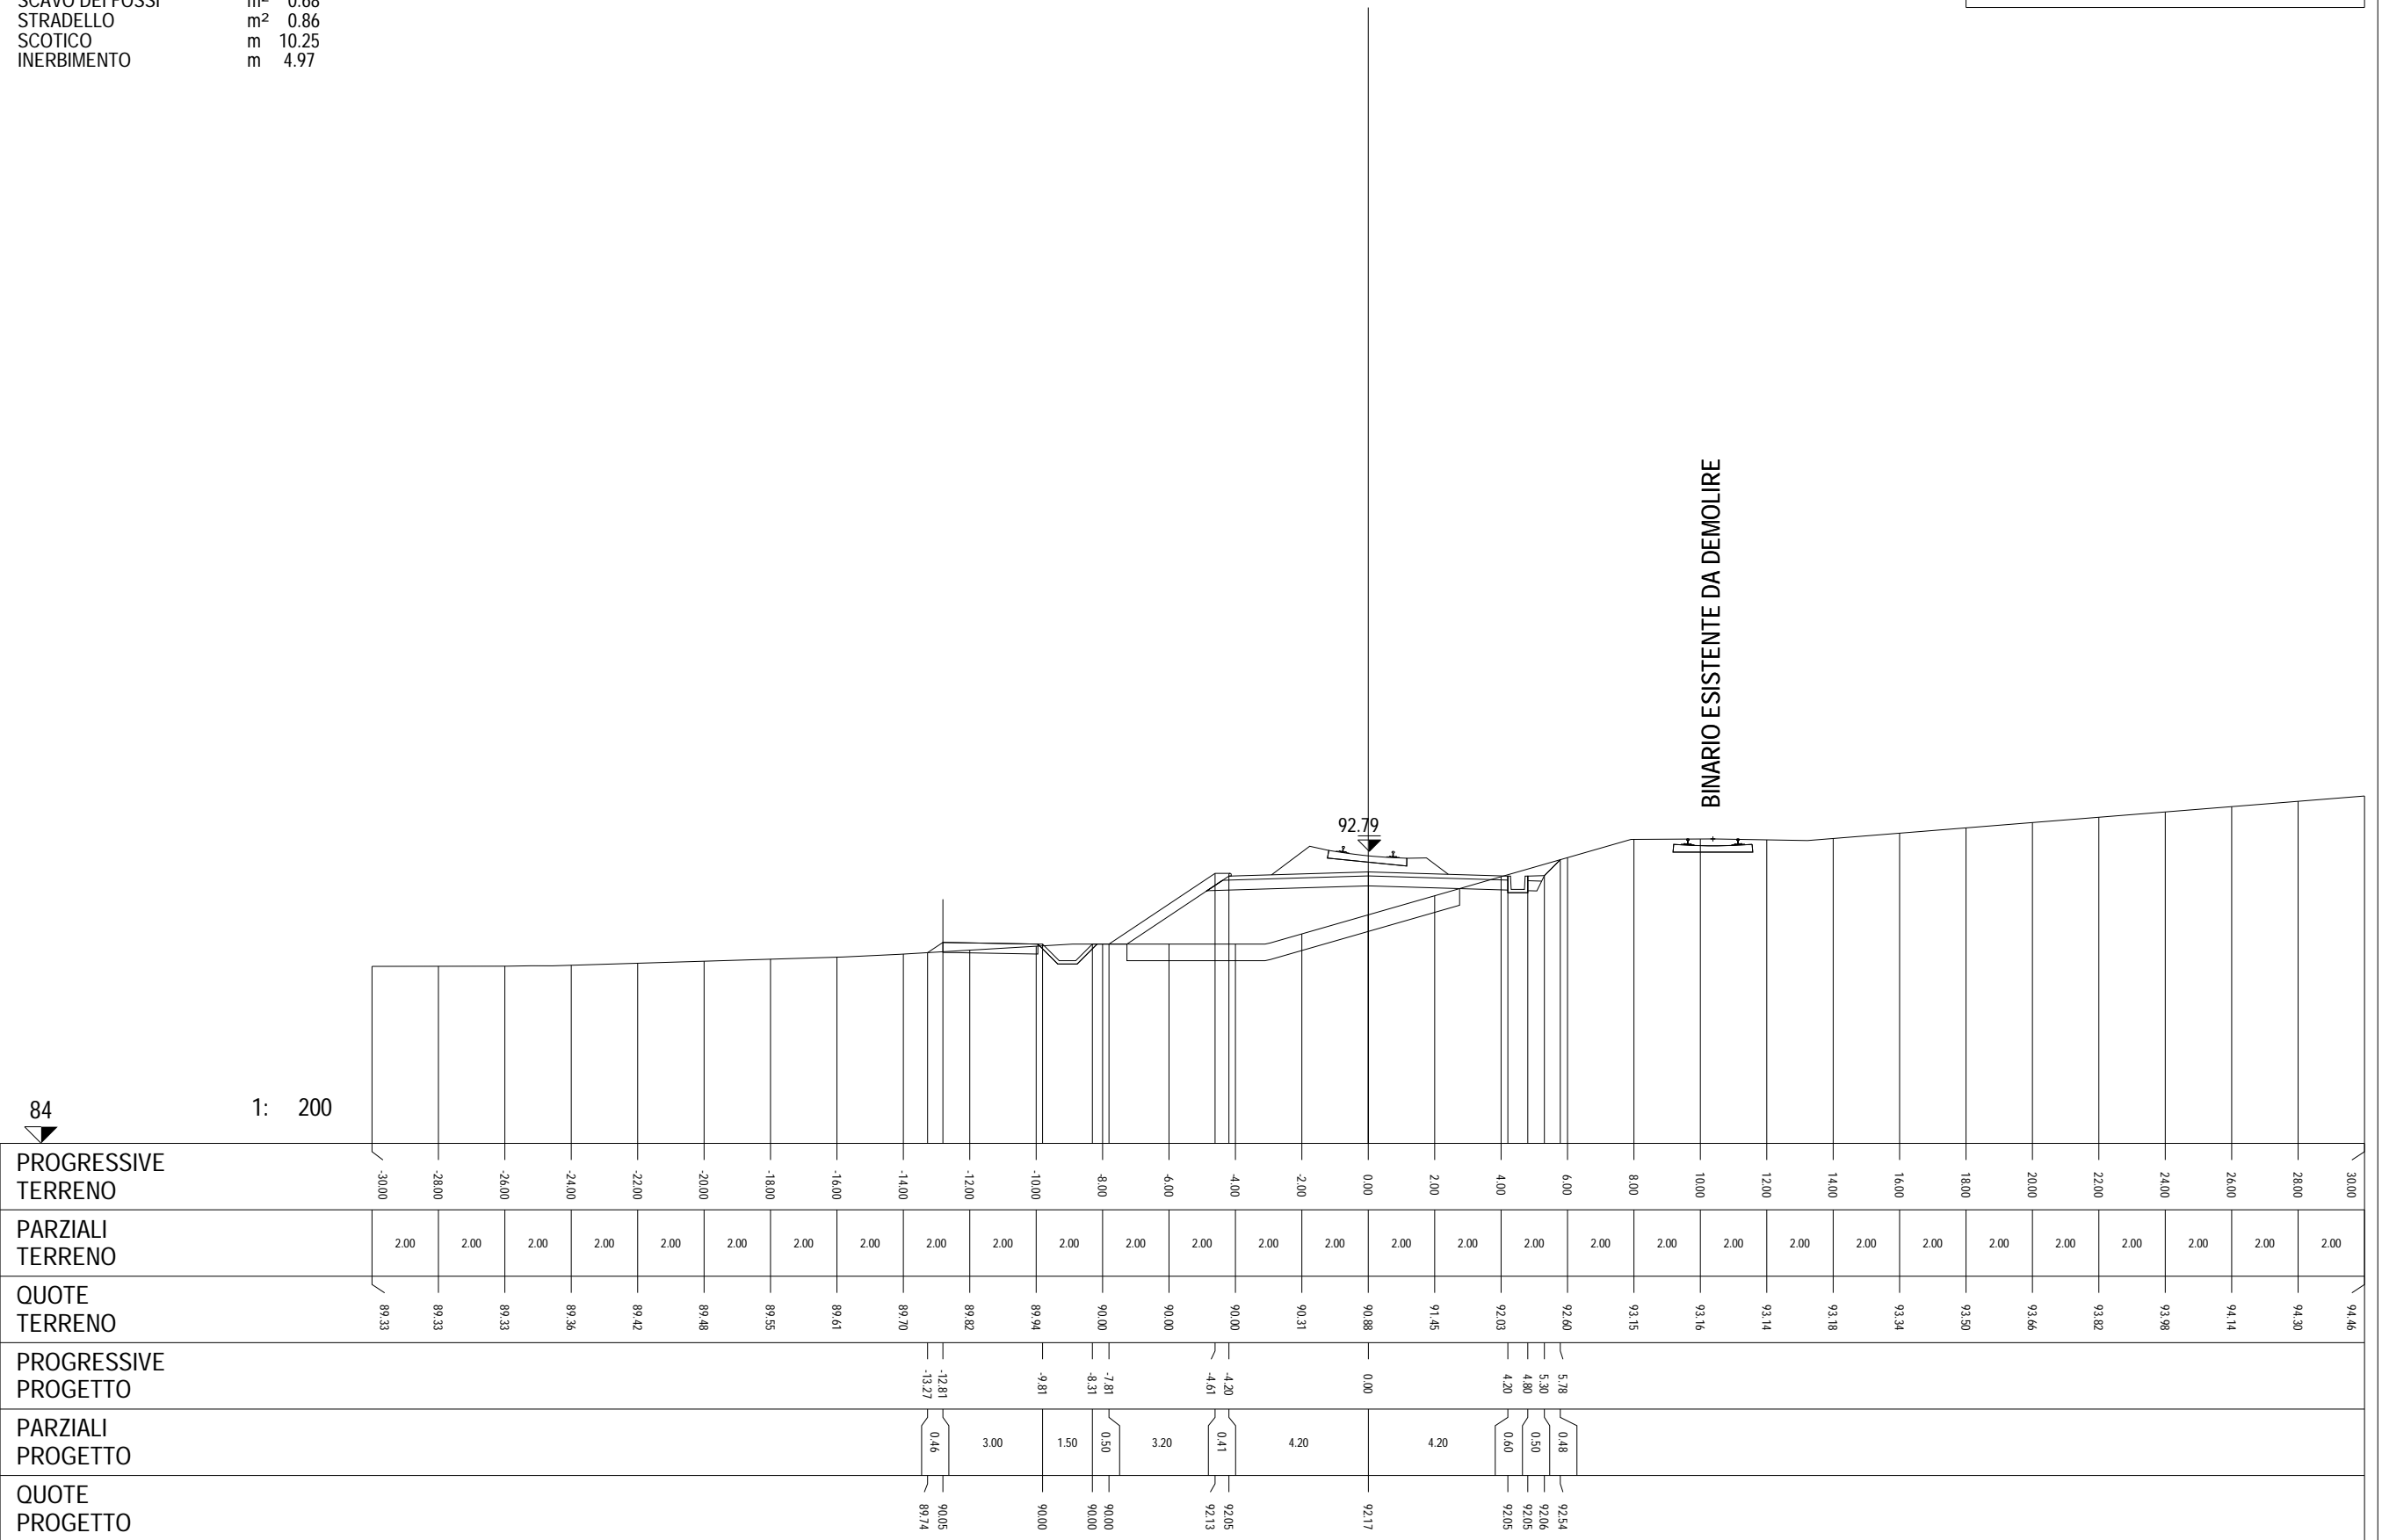 SCAVO DEI FOSSI m² 0.68
STRADELLO m² 0.86
SCOTICO m 10.25
INERBIMENTO m 4.97
BINARIO ESISTENTE DA DEMOLIRE
92.79
84
1: 200
PROGRESSIVE
TERRENO
-30.00 -28.00 -26.00 -24.00 -22.00 -20.00 -18.00 -16.00 -14.00 -12.00 -10.00 -8.00 -6.00 -4.00 -2.00 0.00 2.00 4.00 6.00 8.00 10.00 12.00 14.00 16.00 18.00 20.00 22.00 24.00 26.00 28.00 30.00
PARZIALI
TERRENO
2.00 2.00 2.00 2.00 2.00 2.00 2.00 2.00 2.00 2.00 2.00 2.00 2.00 2.00 2.00 2.00 2.00 2.00 2.00 2.00 2.00 2.00 2.00 2.00 2.00 2.00 2.00 2.00 2.00 2.00
QUOTE
TERRENO
89.33 89.33 89.33 89.36 89.42 89.48 89.55 89.61 89.70 89.82 89.94 90.00 90.00 90.00 90.31 90.88 91.45 92.03 92.60 93.15 93.16 93.14 93.18 93.34 93.50 93.66 93.82 93.98 94.14 94.30 94.46
PROGRESSIVE
PROGETTO
-13.27 -12.81 -9.81 -8.31 -7.81 -4.61 -4.20 0.00 4.20 4.80 5.30 5.78
PARZIALI
PROGETTO
0.46 3.00 1.50 0.50 3.20 0.41 4.20 4.20 0.60 0.50 0.48
QUOTE
PROGETTO
89.74 90.05 90.00 90.00 90.00 92.13 92.05 92.17 92.05 92.05 92.06 92.54